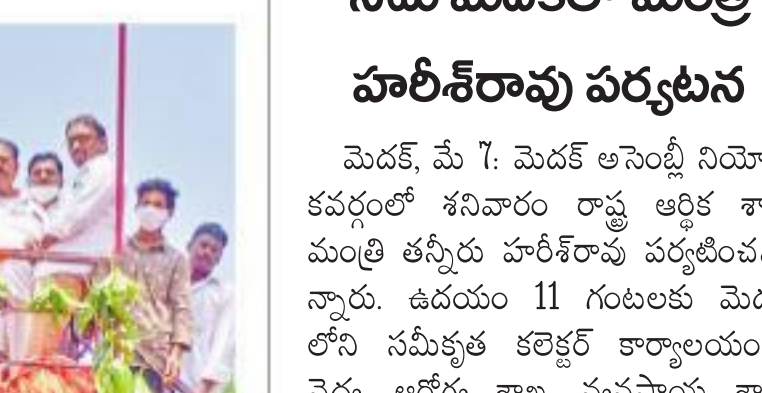 నేడు మెదక్‌లో మంత్రి
హరీశ్‌రావు పర్యటన
మెదక్, మే 7: మెదక్ అసెంబ్లీ నియో
కవర్గంలో శనివారం రాష్ట్ర ఆర్థిక శా
మంత్రి తన్నీరు హరీశ్‌రావు పర్యటించ
న్నారు. ఉదయం 11 గంటలకు మెద
లోని సమీకృత కలెక్టర్ కార్యాలయం